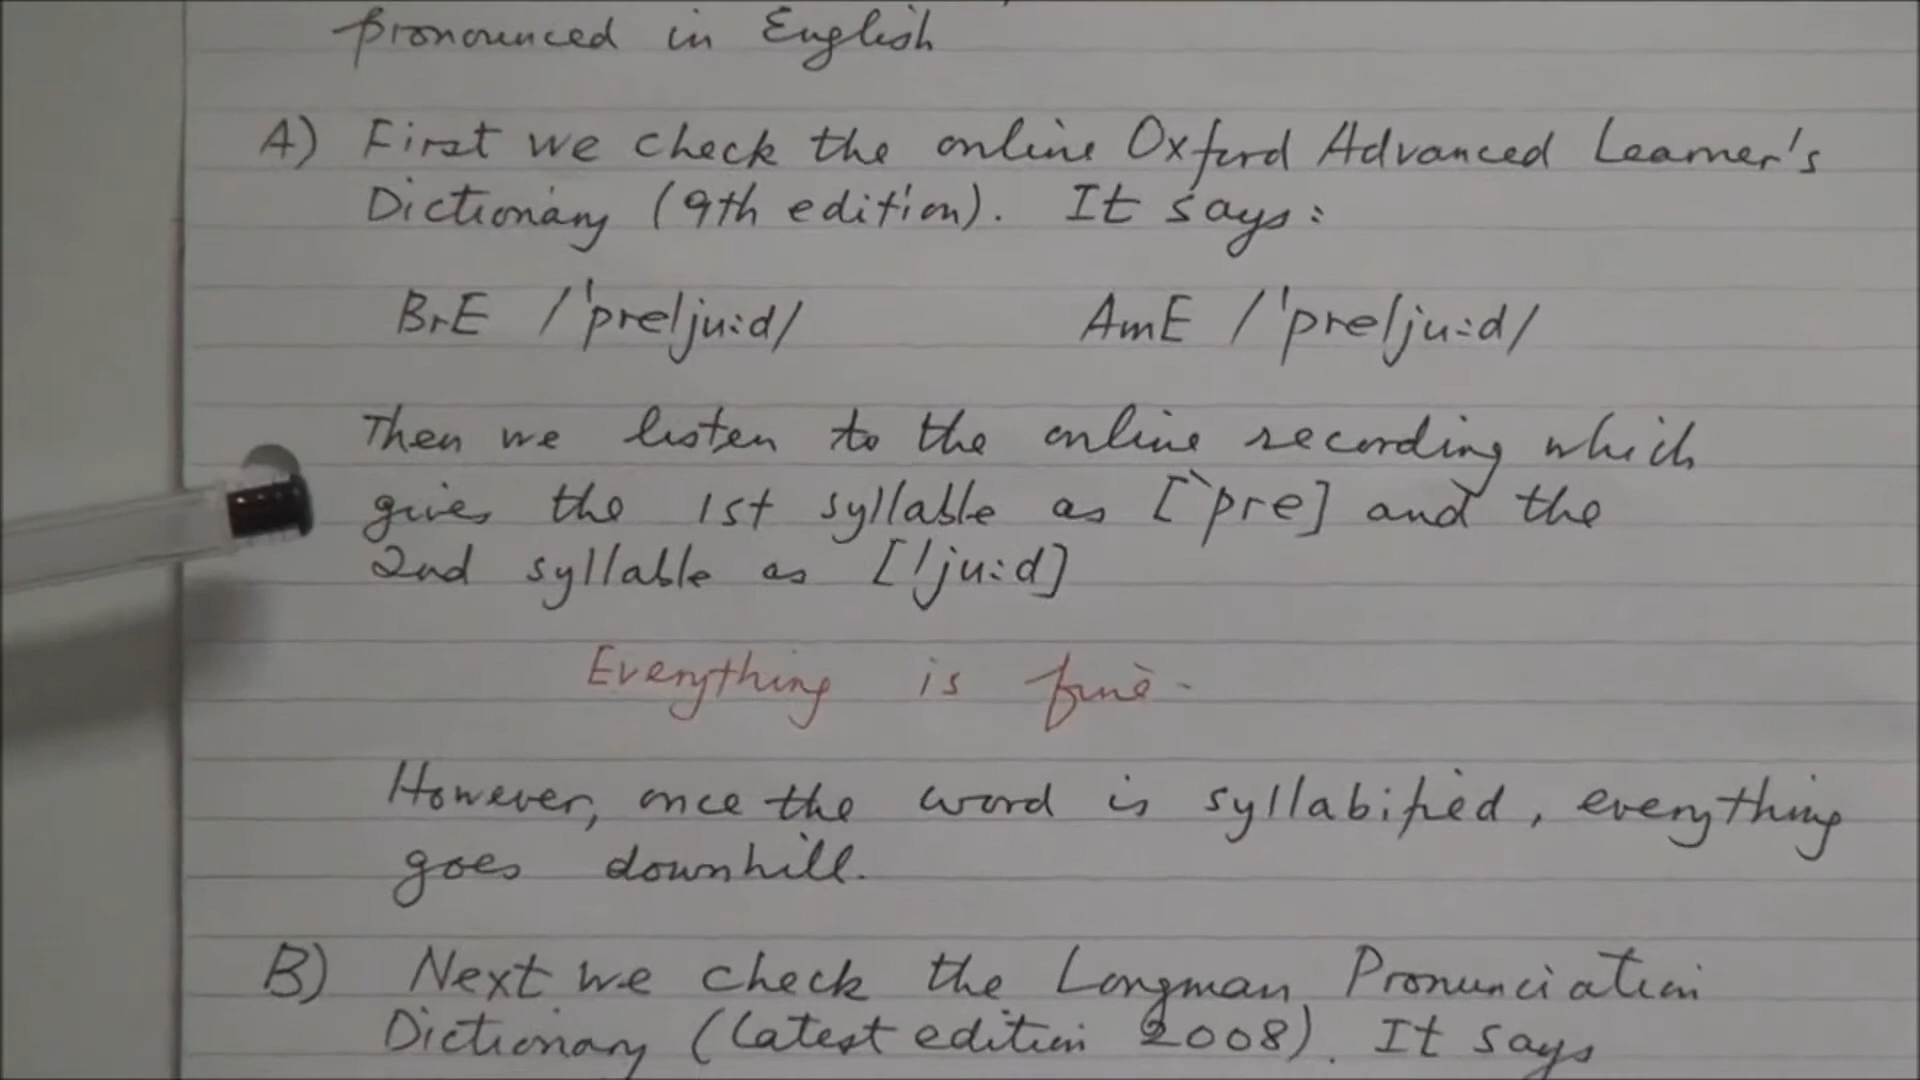 pronounced in English
A) First we check the online Oxford Advanced Learner's
Dictionary (9th edition). It says:
BrE /ˈpreljuːd/ AmE /ˈpreljuːd/
Then we listen to the online recording which
gives the 1st syllable as [ˋpre] and the
2nd syllable as [ljuːd]
Everything is fine.
However, once the word is syllabified, everything
goes downhill.
B) Next we check the Longman Pronunciation
Dictionary (latest edition 2008). It says